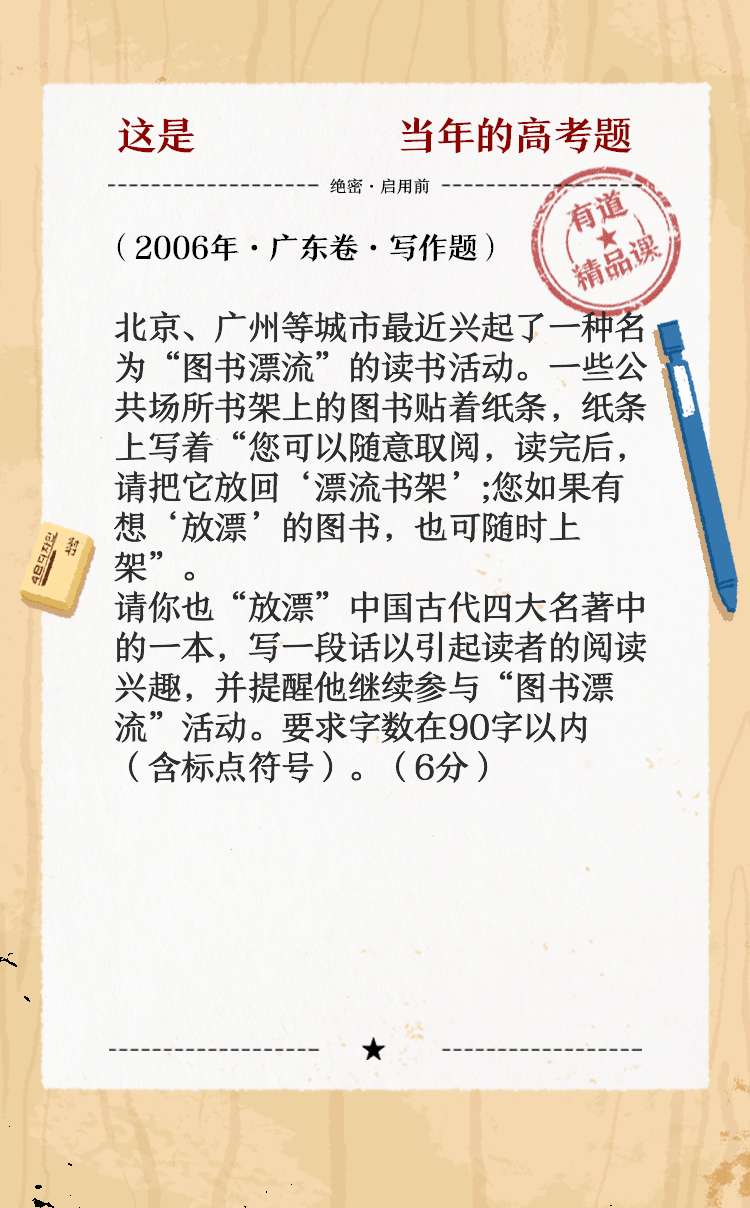 这是 当年的高考题
绝密·启用前
有道
精品课
（2006年·广东卷·写作题）
北京、广州等城市最近兴起了一种名
为“图书漂流”的读书活动。一些公
共场所书架上的图书贴着纸条，纸条
上写着“您可以随意取阅，读完后，
请把它放回‘漂流书架’;您如果有
想‘放漂’的图书，也可随时上
架”。
请你也“放漂”中国古代四大名著中
的一本，写一段话以引起读者的阅读
兴趣，并提醒他继续参与“图书漂
流”活动。要求字数在90字以内
（含标点符号）。（6分）